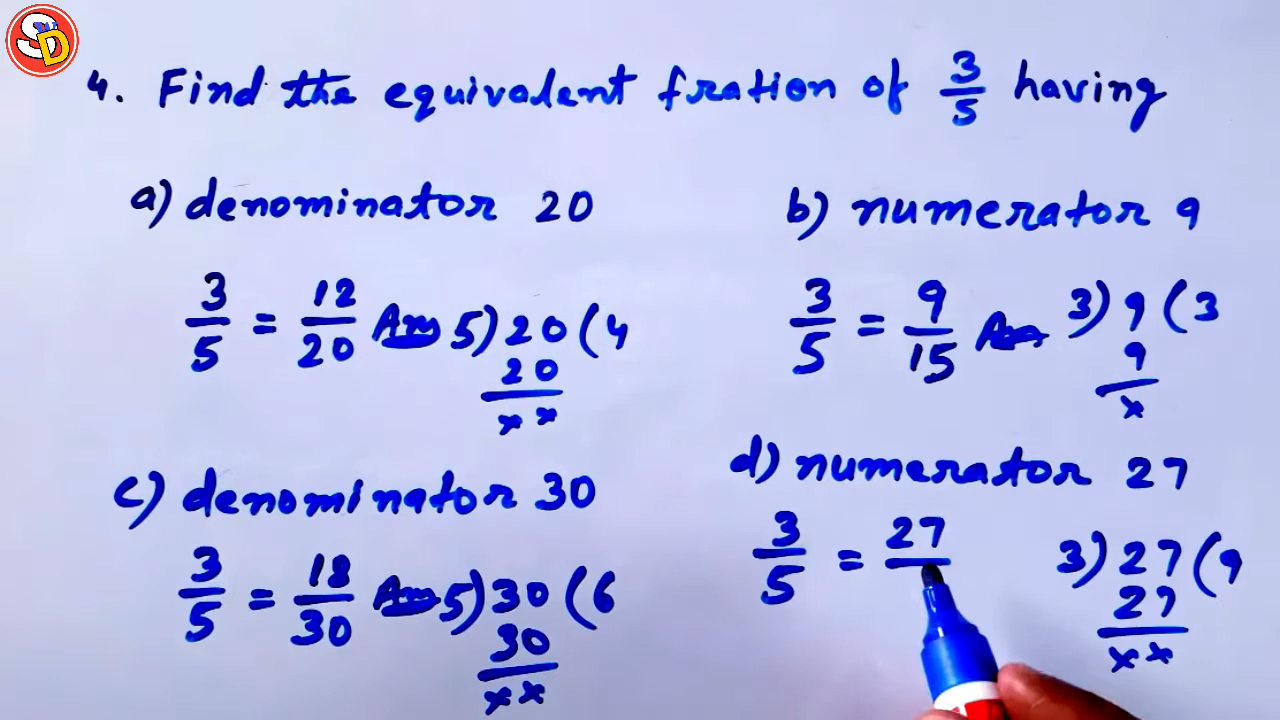 SD
4. Find the equivalent fration of 3/5 having
a) denominator 20
3/5 = 12/20 Ans 5)20(4
20
x x
b) numerator 9
3/5 = 9/15 Ans 3)9(3
9
x
c) denominator 30
3/5 = 18/30 Ans 5)30(6
30
x x
d) numerator 27
3/5 = 27/ 3)27(9
27
x x